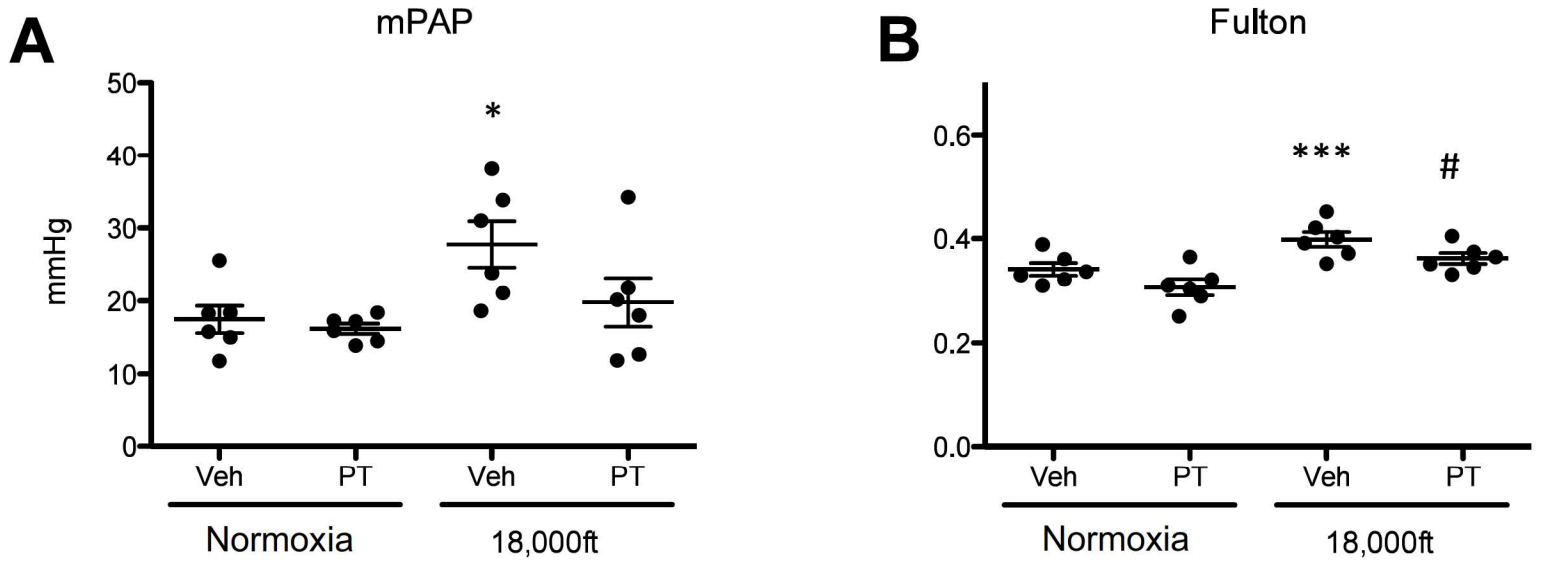 A
mPAP
50
40
30
20
10
0
mmHg
*
Veh
PT
Veh
PT
Normoxia
18,000ft
B
Fulton
0.6
0.4
0.2
0.0
***
#
Veh
PT
Veh
PT
Normoxia
18,000ft